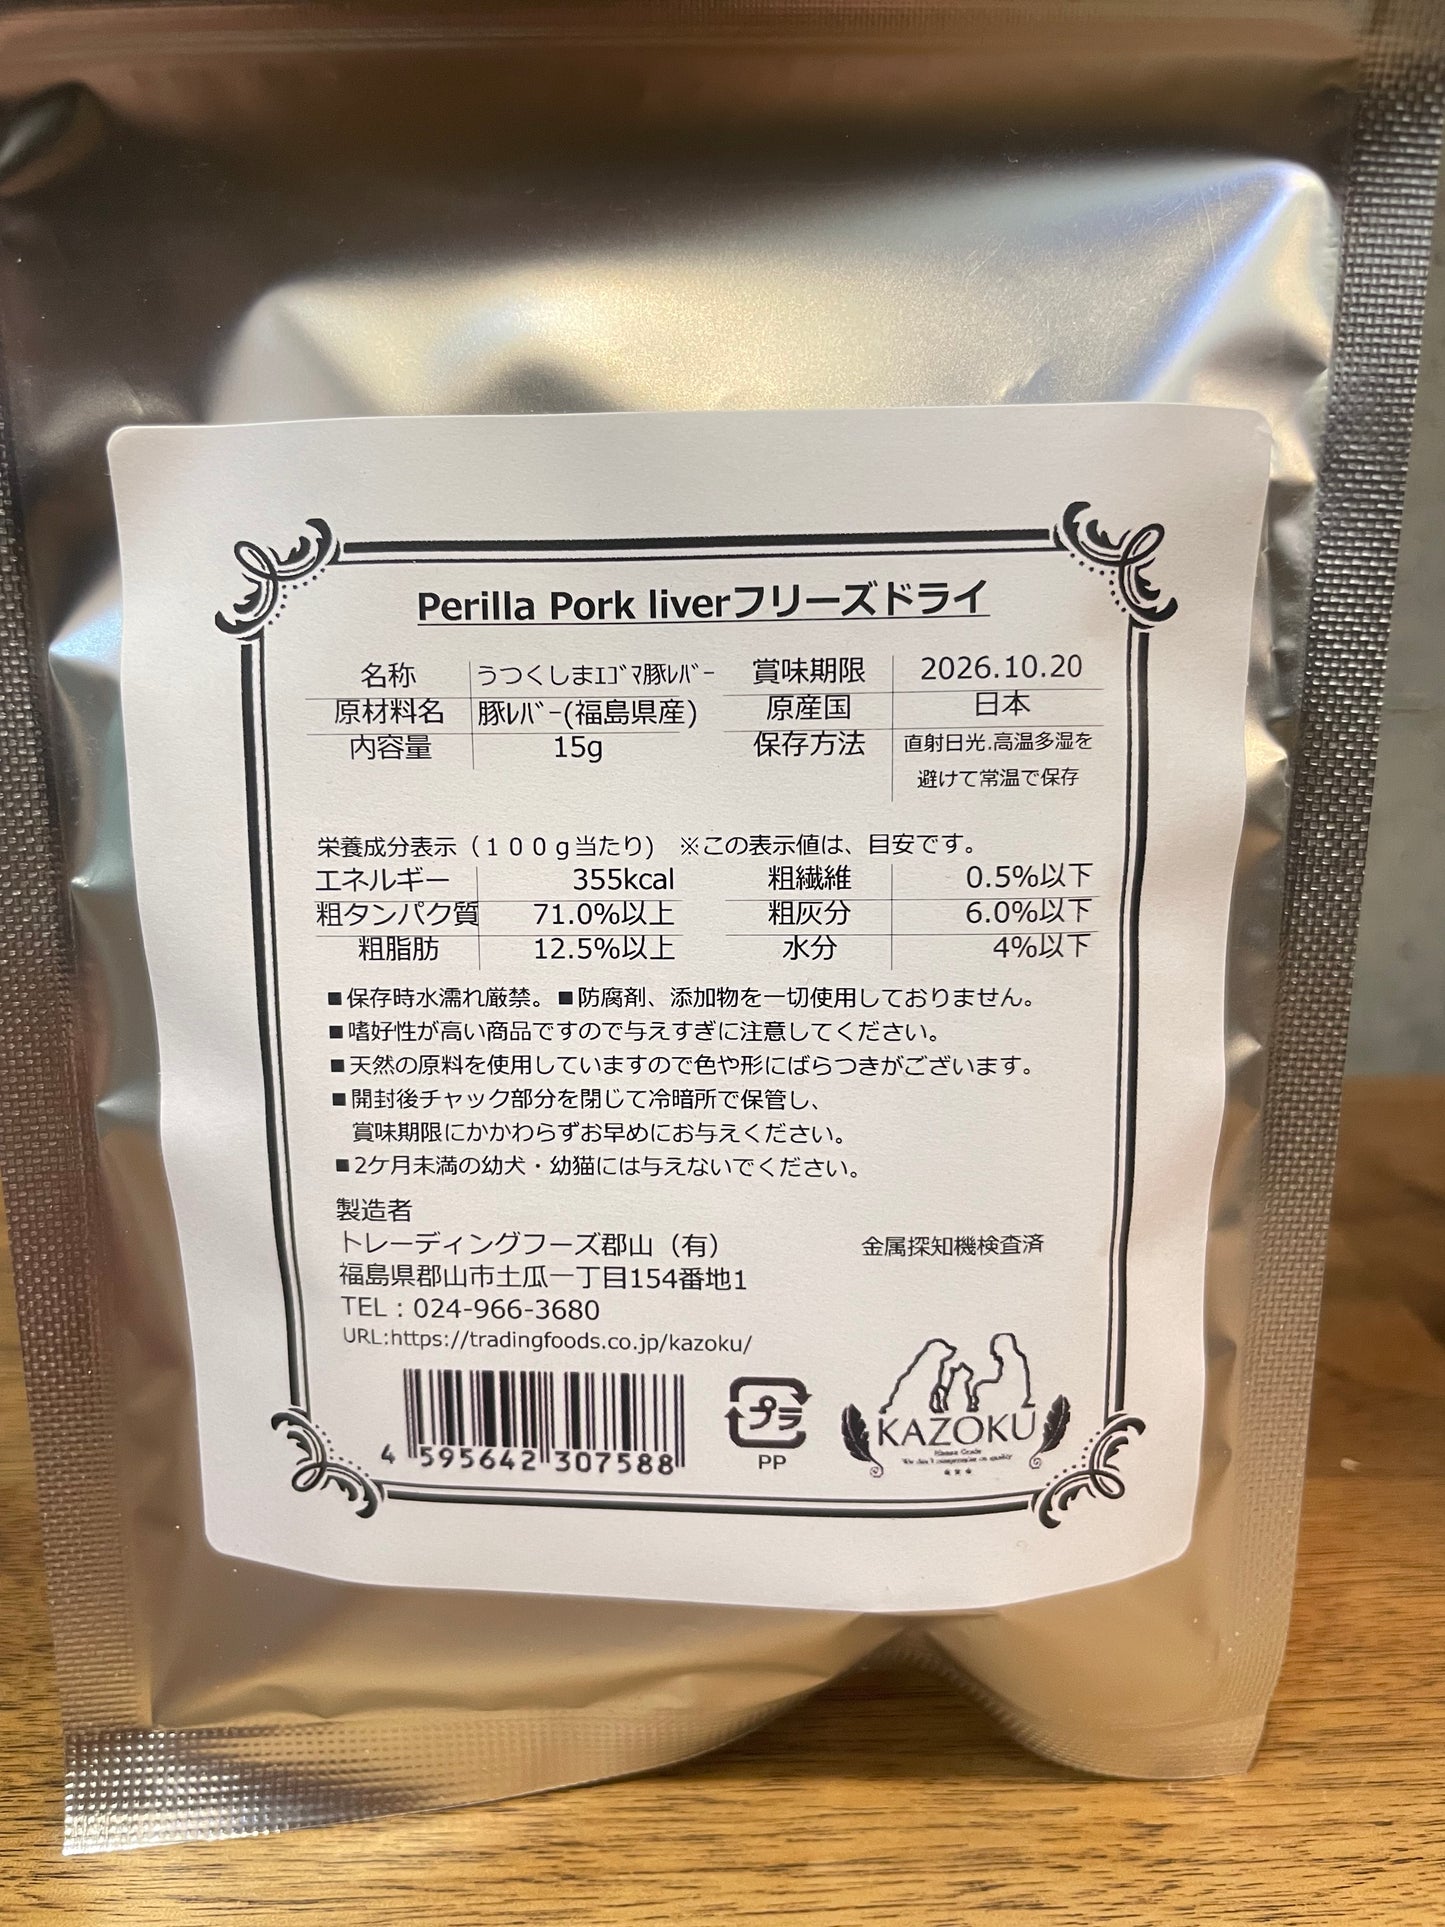 Perilla Pork liverフリーズドライ
名称 うつくしまｴｺﾞﾏ豚ﾚﾊﾞｰ 賞味期限 2026.10.20
原材料名 豚ﾚﾊﾞｰ(福島県産) 原産国 日本
内容量 15g 保存方法 直射日光.高温多湿を
避けて常温で保存
栄養成分表示（１００ｇ当たり） ※この表示値は、目安です。
エネルギー 355kcal 粗繊維 0.5%以下
粗タンパク質 71.0%以上 粗灰分 6.0%以下
粗脂肪 12.5%以上 水分 4%以下
■保存時水濡れ厳禁。■防腐剤、添加物を一切使用しておりません。
■嗜好性が高い商品ですので与えすぎに注意してください。
■天然の原料を使用していますので色や形にばらつきがございます。
■開封後チャック部分を閉じて冷暗所で保管し、
賞味期限にかかわらずお早めにお与えください。
■2ケ月未満の幼犬・幼猫には与えないでください。
製造者
トレーディングフーズ郡山（有） 金属探知機検査済
福島県郡山市土瓜一丁目154番地1
TEL：024-966-3680
URL:https://tradingfoods.co.jp/kazoku/
4 595642 307588
プラ
PP
KAZOKU
Human Grade
We don't compromise on quality